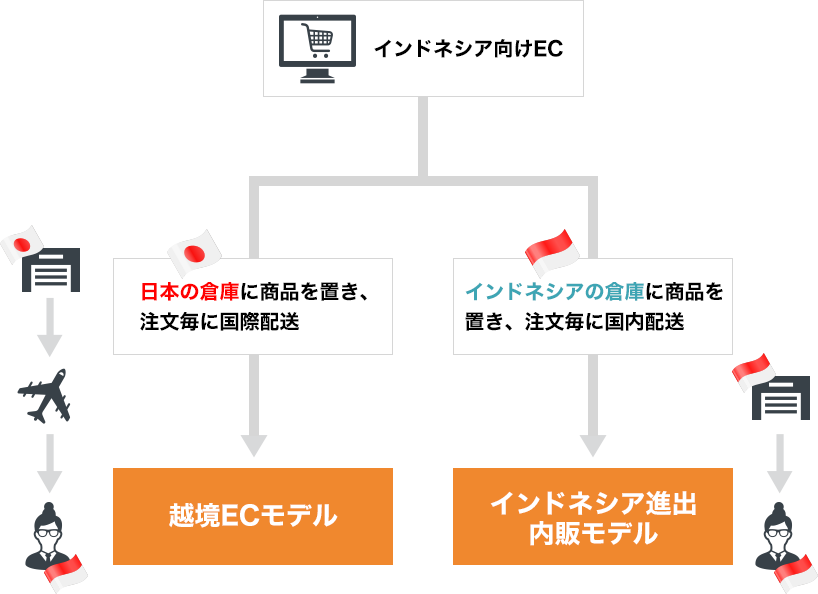 インドネシア向けEC
日本の倉庫に商品を置き、
注文毎に国際配送
インドネシアの倉庫に商品を
置き、注文毎に国内配送
越境ECモデル
インドネシア進出
内販モデル